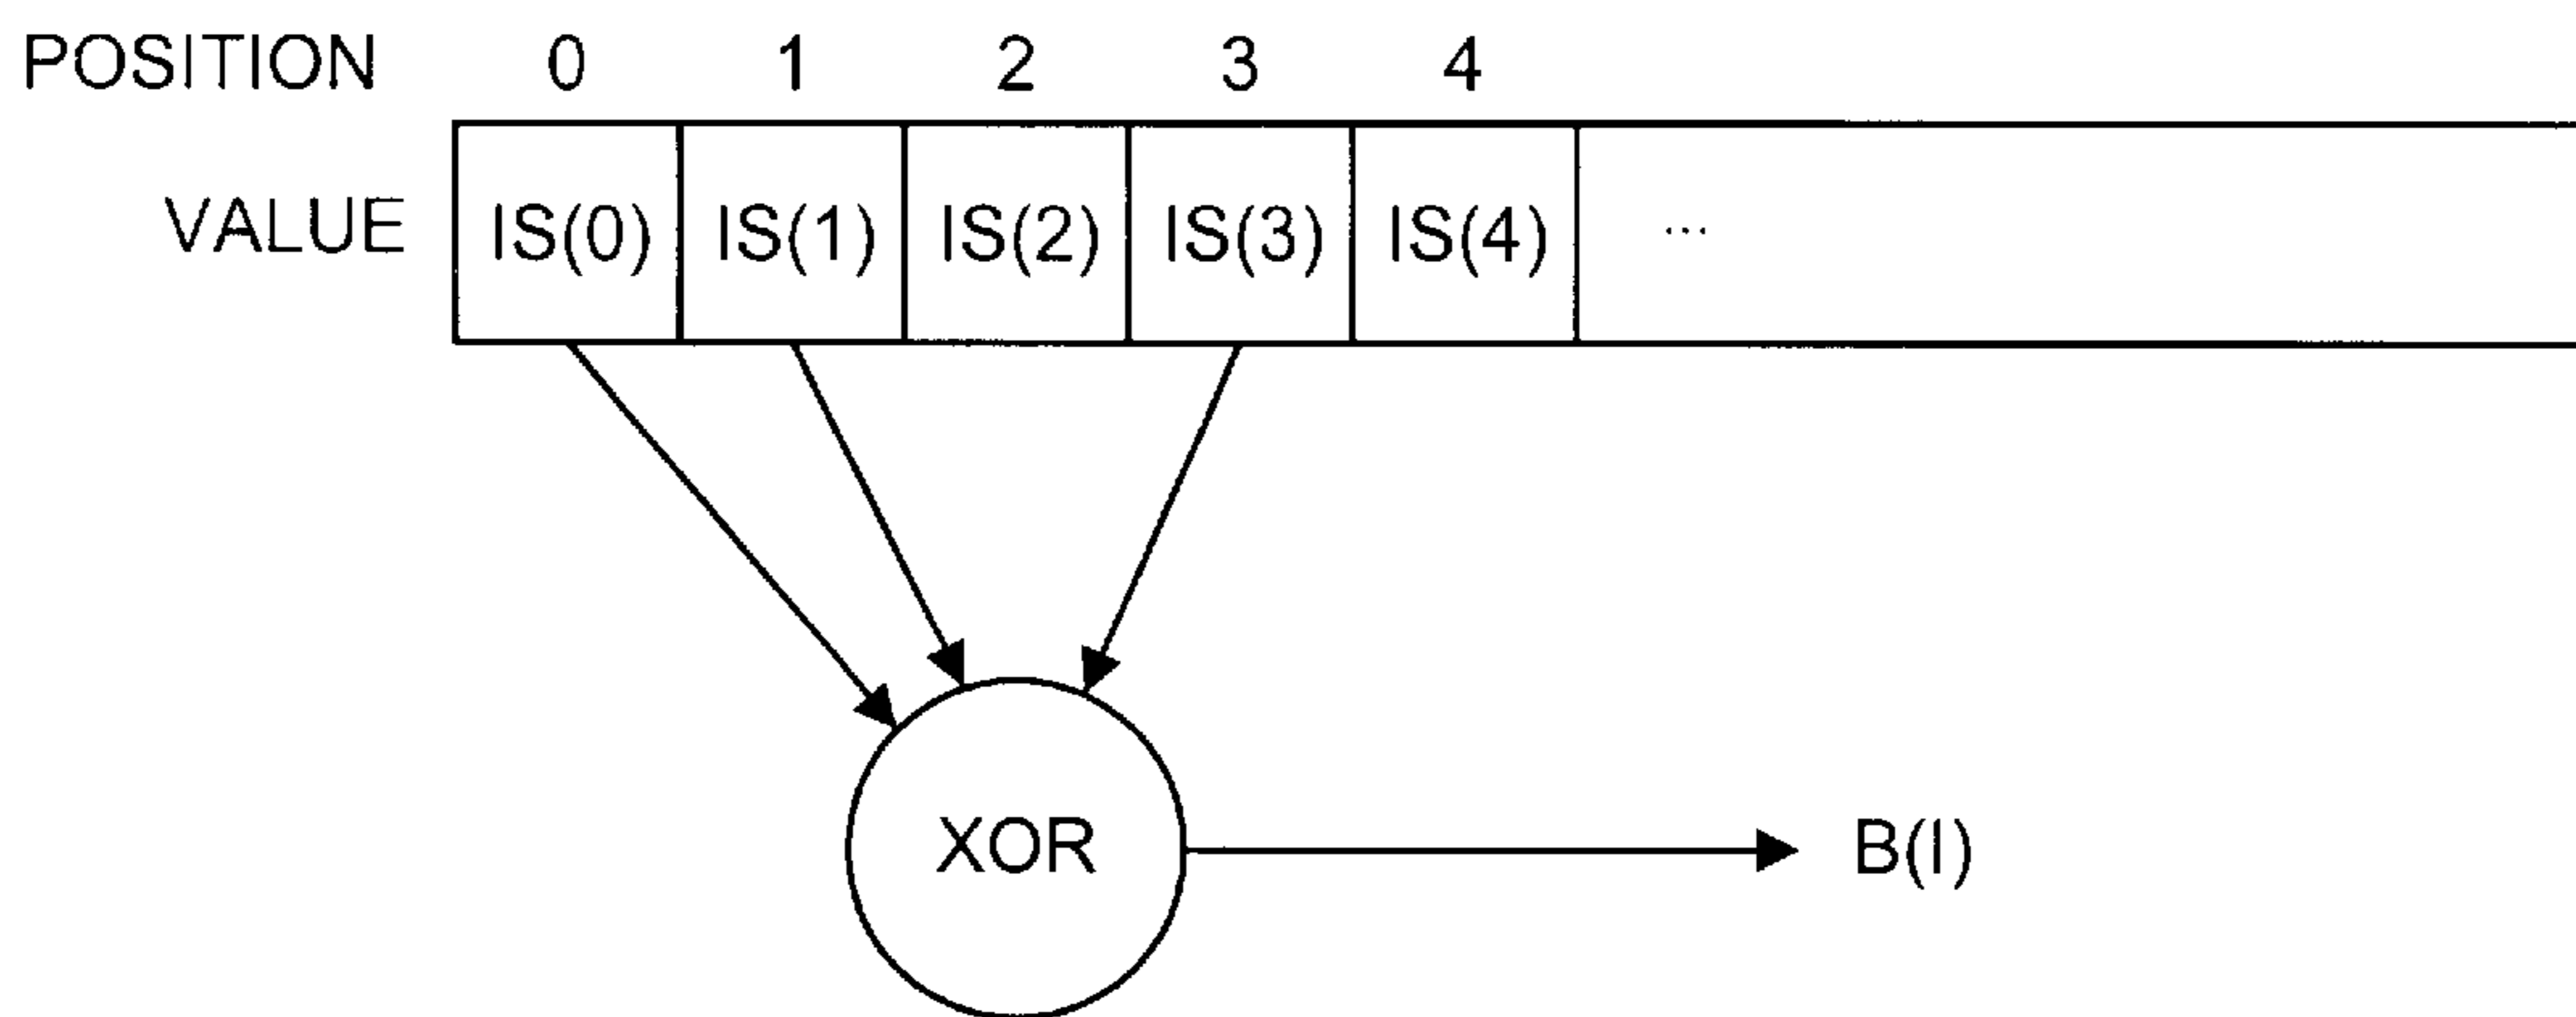 POSITION 0 1 2 3 4
VALUE IS(0) IS(1) IS(2) IS(3) IS(4) ...
XOR B(I)